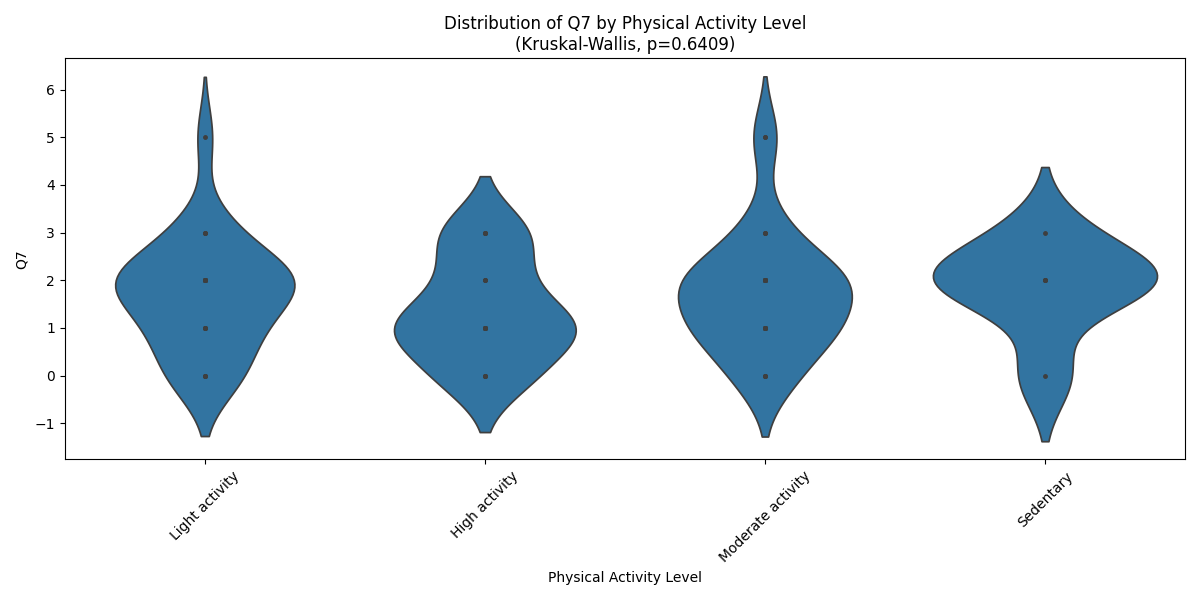 Distribution of Q7 by Physical Activity Level
(Kruskal-Wallis, p=0.6409)
Q7
6
5
4
3
2
1
0
−1
Light activity
High activity
Moderate activity
Sedentary
Physical Activity Level